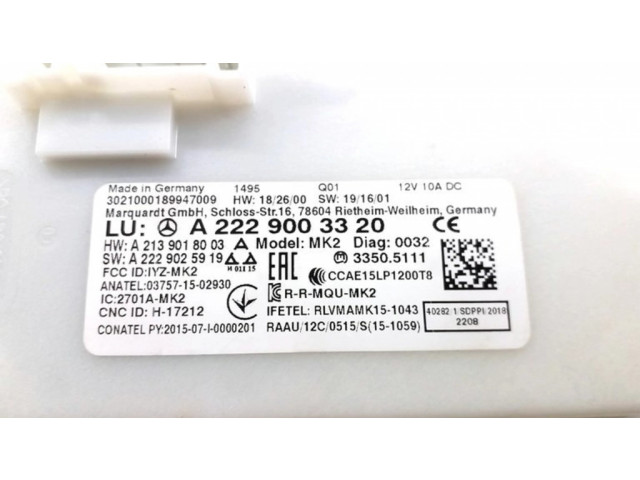 Made in Germany 1495 Q01 12V 10A DC
3021000189947009 HW: 18/26/00 SW: 19/16/01
Marquardt GmbH, Schloss-Str.16, 78604 Rietheim-Weilheim, Germany
LU: A 222 900 33 20 CE
HW: A 213 901 80 03 Model: MK2 Diag: 0032
SW: A 222 902 59 19 H 011 15 EAC 3350.5111
FCC ID: IYZ-MK2 CCAE15LP1200T8
ANATEL: 03757-15-02930
IC:2701A-MK2 R-R-MQU-MK2
CNC ID: H-17212 IFETEL: RLVMAMK15-1043 40282.1/SDPPI/2018
CONATEL PY:2015-07-I-0000201 RAAU/12C/0515/S(15-1059) 2208